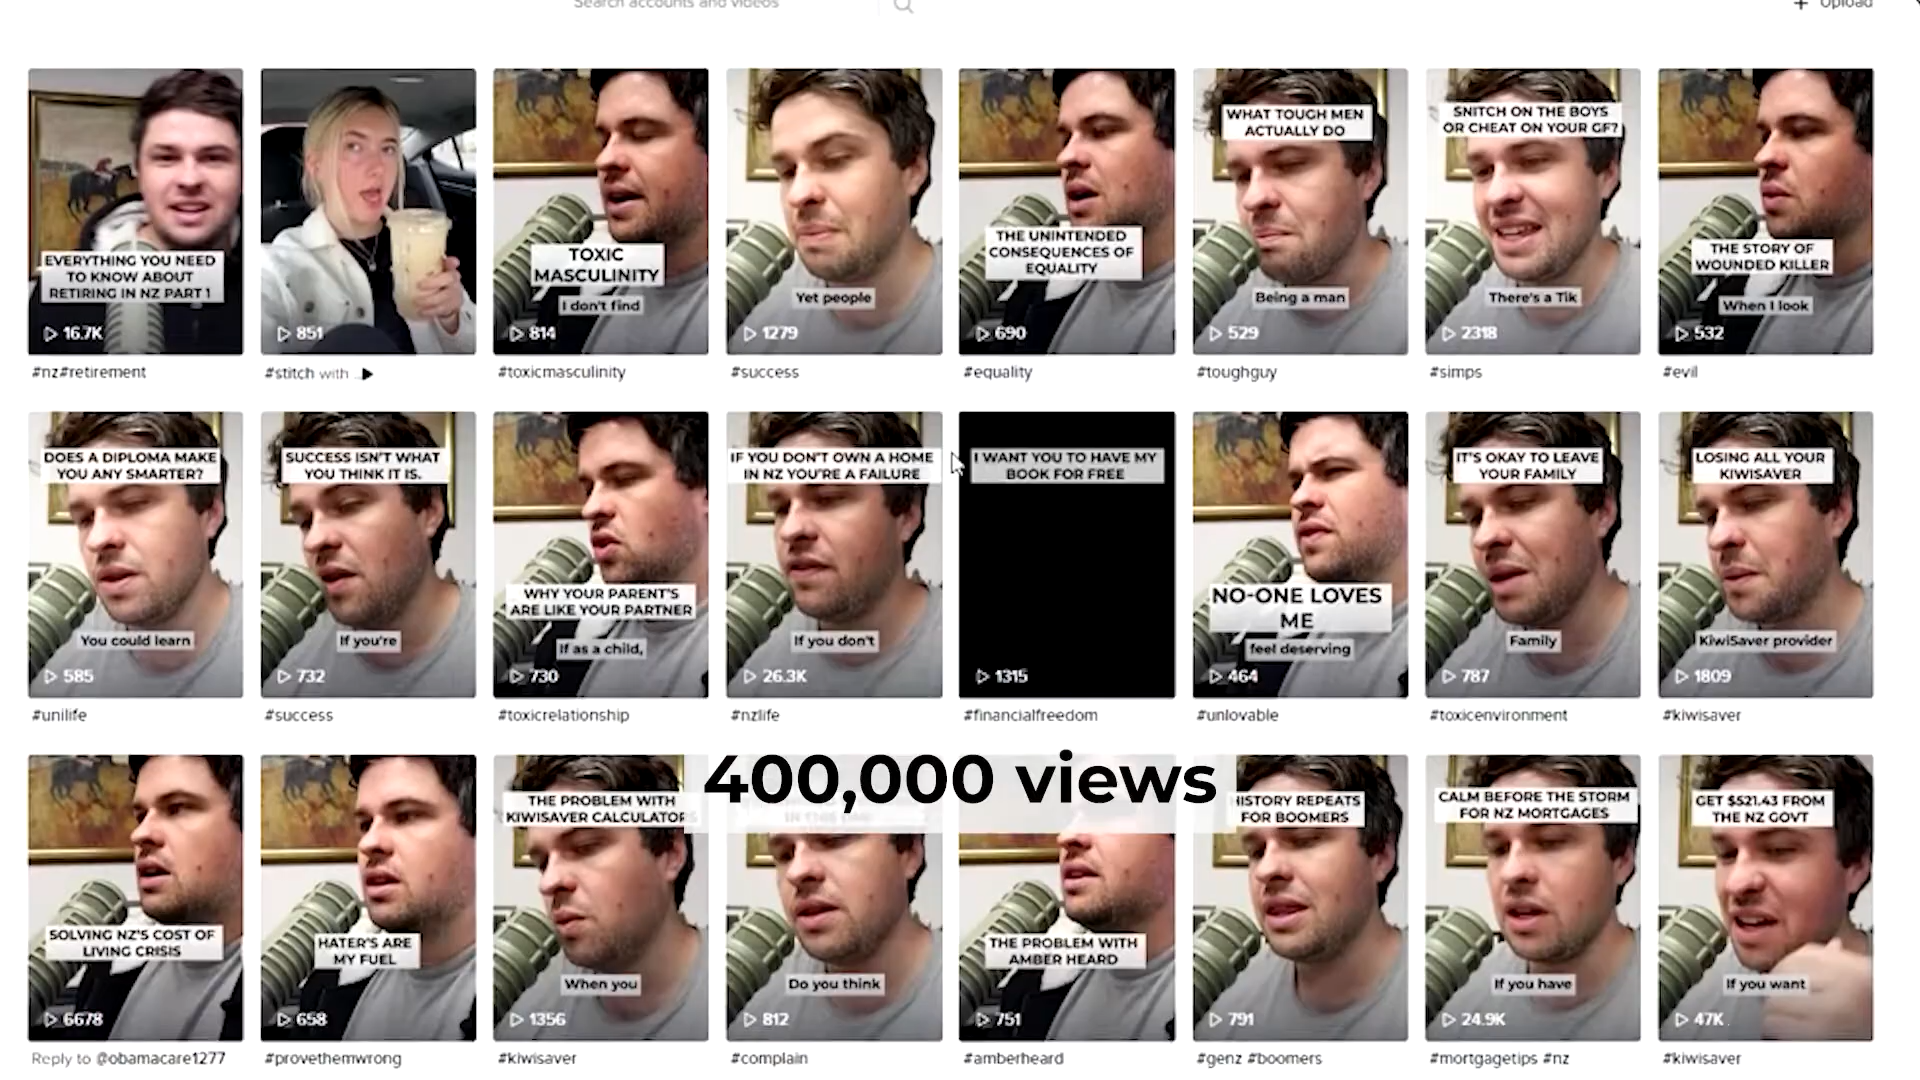 Search accounts and videos
+ Upload
EVERYTHING YOU NEED
TO KNOW ABOUT
RETIRING IN NZ PART 1
16.7K
#nz#retirement
851
#stitch with
TOXIC
MASCULINITY
I don't find
814
#toxicmasculinity
Yet people
1279
#success
THE UNINTENDED
CONSEQUENCES OF
EQUALITY
690
#equality
WHAT TOUGH MEN
ACTUALLY DO
Being a man
529
#toughguy
SNITCH ON THE BOYS
OR CHEAT ON YOUR GF?
There's a Tik
2318
#simps
THE STORY OF
WOUNDED KILLER
When I look
532
#evil
DOES A DIPLOMA MAKE
YOU ANY SMARTER?
You could learn
585
#unilife
SUCCESS ISN'T WHAT
YOU THINK IT IS.
If you're
732
#success
WHY YOUR PARENT'S
ARE LIKE YOUR PARTNER
If as a child,
730
#toxicrelationship
IF YOU DON'T OWN A HOME
IN NZ YOU'RE A FAILURE
If you don't
26.3K
#nzlife
I WANT YOU TO HAVE MY
BOOK FOR FREE
1315
#financialfreedom
NO-ONE LOVES
ME
feel deserving
464
#unlovable
IT'S OKAY TO LEAVE
YOUR FAMILY
Family
787
#toxicenvironment
LOSING ALL YOUR
KIWISAVER
KiwiSaver provider
1809
#kiwisaver
400,000 views
SOLVING NZ'S COST OF
LIVING CRISIS
6678
Reply to @obamacare1277
HATER'S ARE
MY FUEL
658
#provethemwrong
THE PROBLEM WITH
KIWISAVER CALCULATORS
When you
1356
#kiwisaver
Do you think
812
#complain
THE PROBLEM WITH
AMBER HEARD
751
#amberheard
HISTORY REPEATS
FOR BOOMERS
791
#genz #boomers
CALM BEFORE THE STORM
FOR NZ MORTGAGES
If you have
24.9K
#mortgagetips #nz
GET $521.43 FROM
THE NZ GOVT
If you want
47K
#kiwisaver